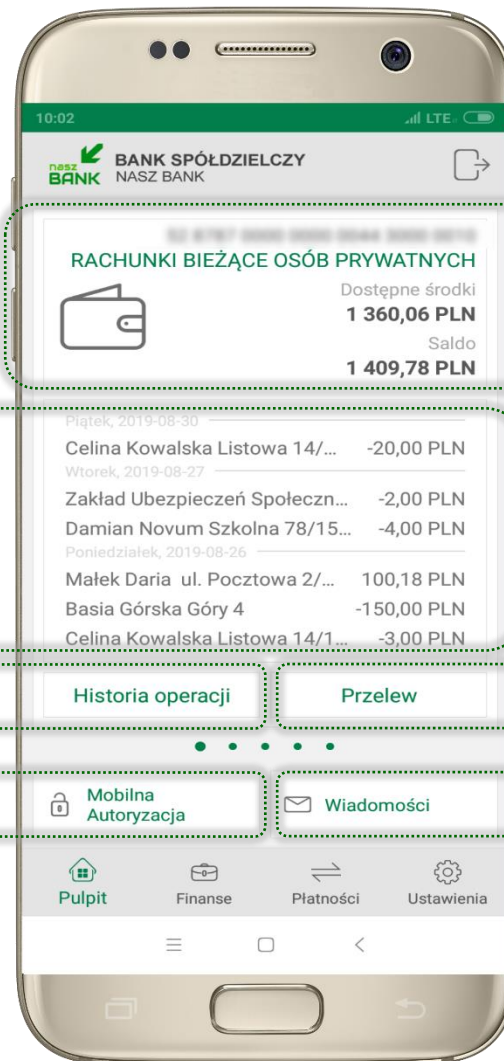 10:02
LTE
nasz
BANK
BANK SPÓŁDZIELCZY
NASZ BANK
RACHUNKI BIEŻĄCE OSÓB PRYWATNYCH
Dostępne środki
1 360,06 PLN
Saldo
1 409,78 PLN
Piątek, 2019-08-30
Celina Kowalska Listowa 14/... -20,00 PLN
Wtorek, 2019-08-27
Zakład Ubezpieczeń Społeczn... -2,00 PLN
Damian Novum Szkolna 78/15... -4,00 PLN
Poniedziałek, 2019-08-26
Małek Daria ul. Pocztowa 2/... 100,18 PLN
Basia Górska Góry 4 -150,00 PLN
Celina Kowalska Listowa 14/1... -3,00 PLN
Historia operacji Przelew
Mobilna
Autoryzacja
Wiadomości
Pulpit Finanse Płatności Ustawienia